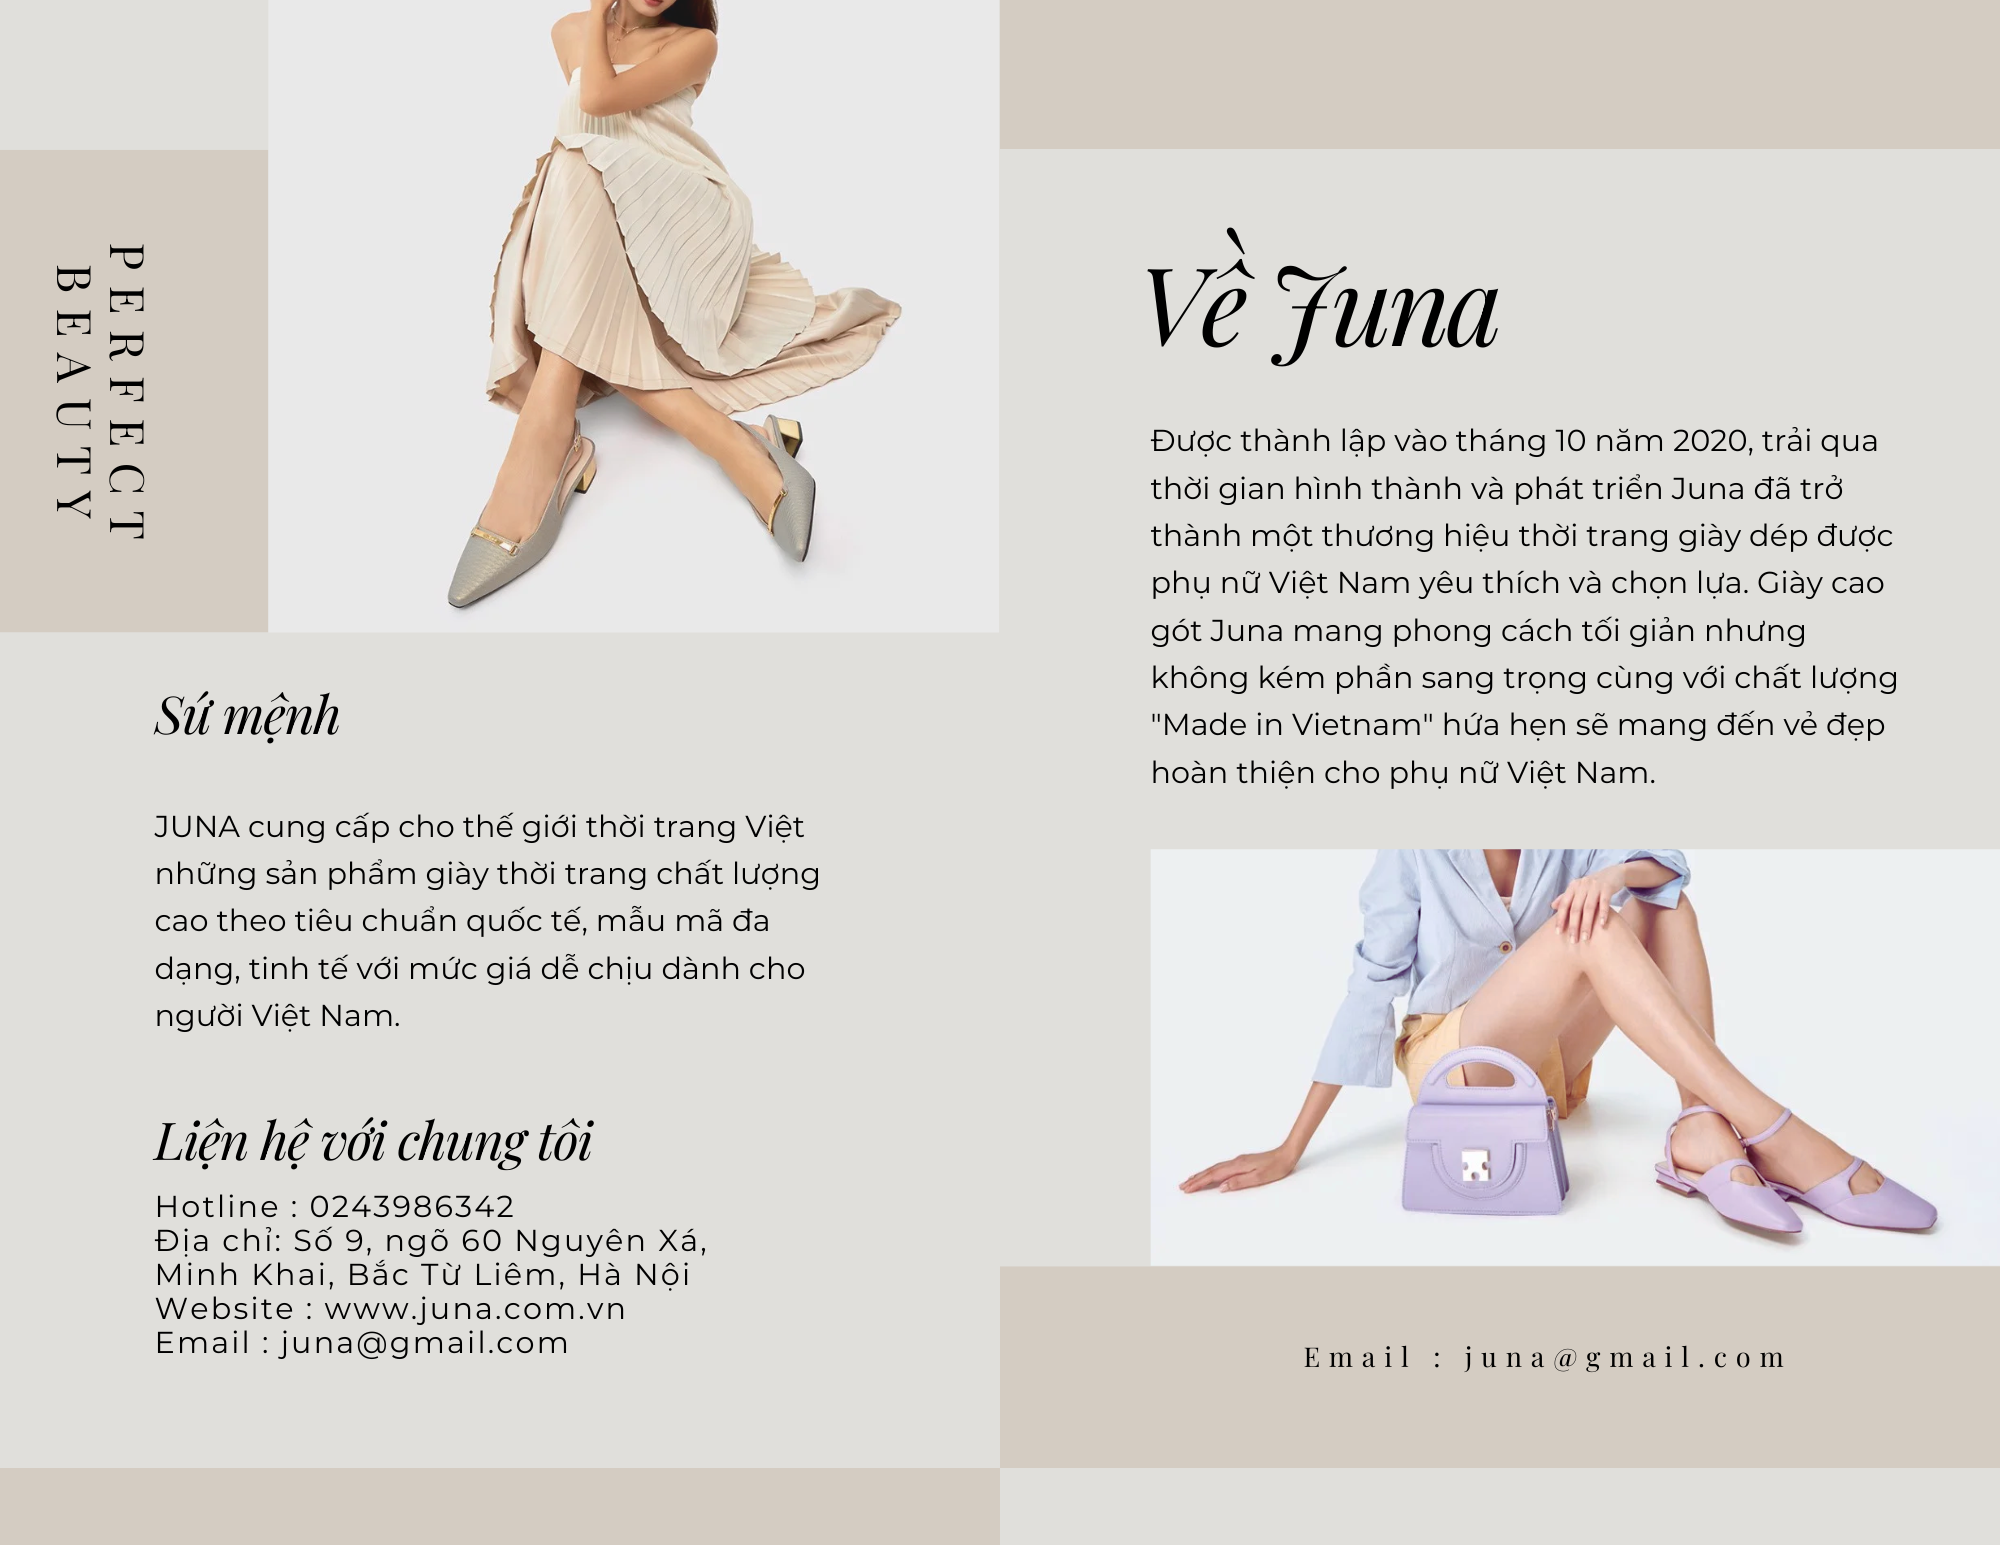 PERFECT
BEAUTY
Sứ mệnh
JUNA cung cấp cho thế giới thời trang Việt
những sản phẩm giày thời trang chất lượng
cao theo tiêu chuẩn quốc tế, mẫu mã đa
dạng, tinh tế với mức giá dễ chịu dành cho
người Việt Nam.
Liện hệ với chung tôi
Hotline : 0243986342
Địa chỉ: Số 9, ngõ 60 Nguyên Xá,
Minh Khai, Bắc Từ Liêm, Hà Nội
Website : www.juna.com.vn
Email : juna@gmail.com
Về Juna
Được thành lập vào tháng 10 năm 2020, trải qua
thời gian hình thành và phát triển Juna đã trở
thành một thương hiệu thời trang giày dép được
phụ nữ Việt Nam yêu thích và chọn lựa. Giày cao
gót Juna mang phong cách tối giản nhưng
không kém phần sang trọng cùng với chất lượng
"Made in Vietnam" hứa hẹn sẽ mang đến vẻ đẹp
hoàn thiện cho phụ nữ Việt Nam.
Email : juna@gmail.com